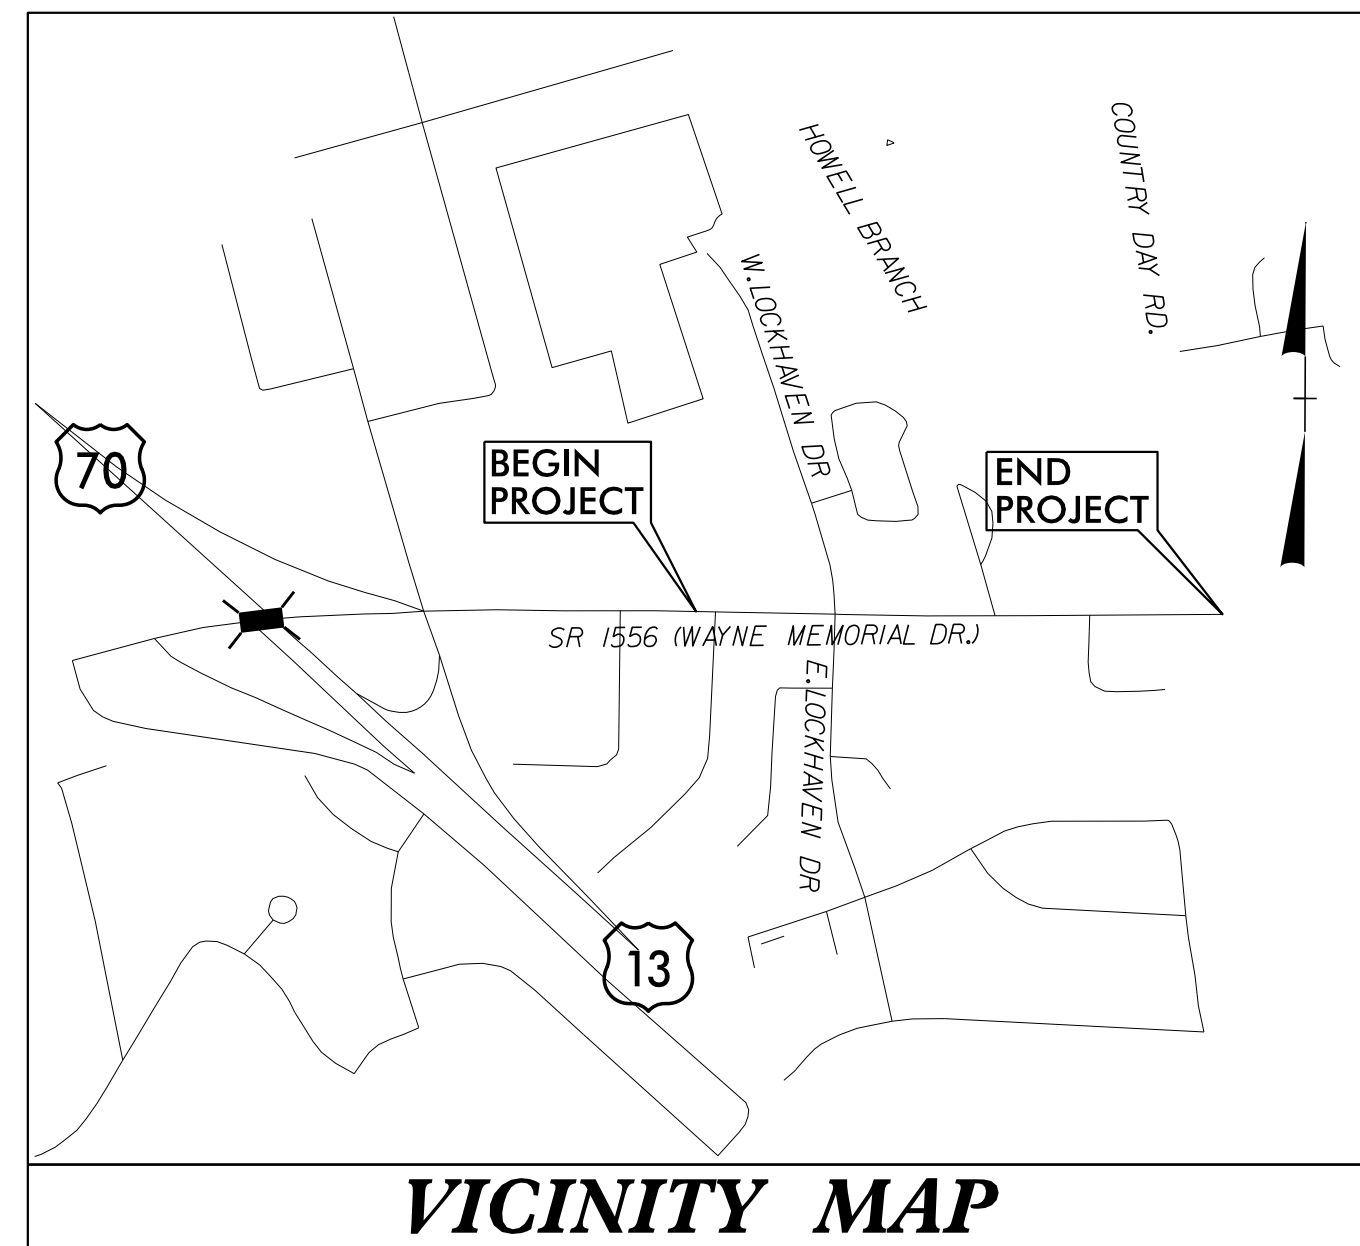 HOWELL BRANCH
COUNTRY DAY RD.
W. LOCKHAVEN DR
70
BEGIN
PROJECT
END
PROJECT
SR 1556 (WAYNE MEMORIAL DR.)
E. LOCKHAVEN DR
13
VICINITY MAP